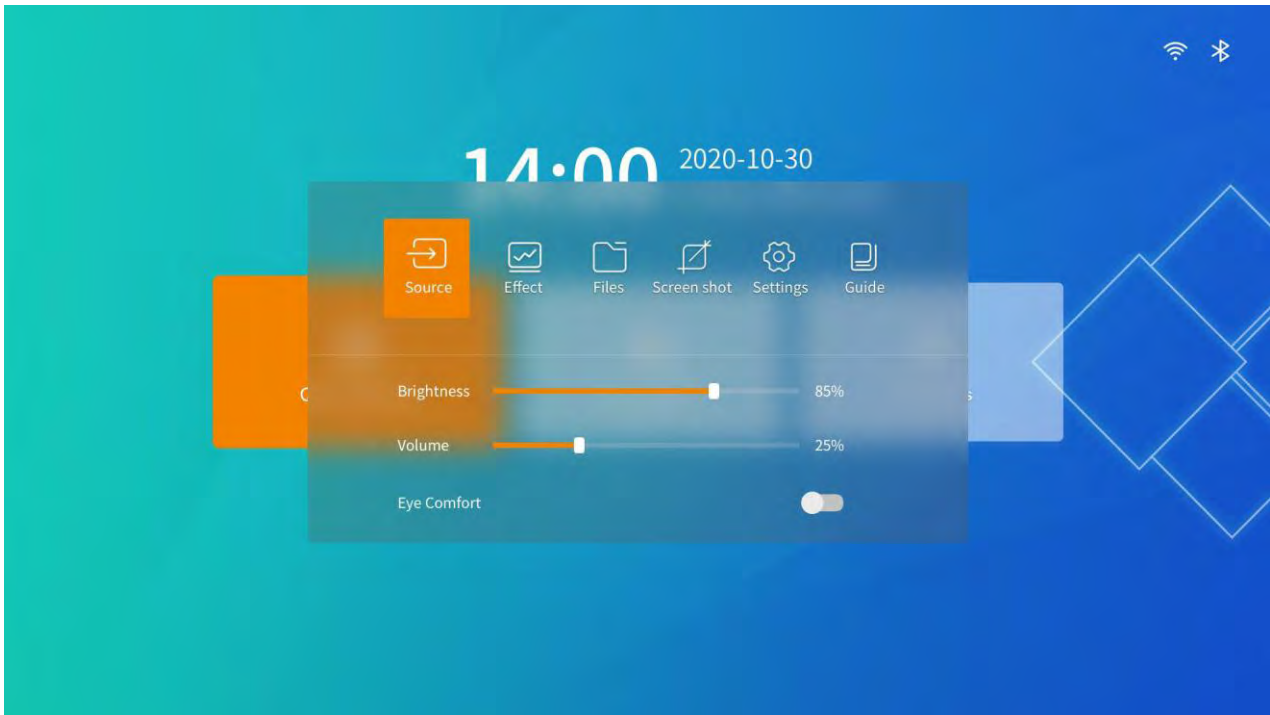 14:00 2020-10-30
Source Effect Files Screen shot Settings Guide
Brightness 85%
Volume 25%
Eye Comfort